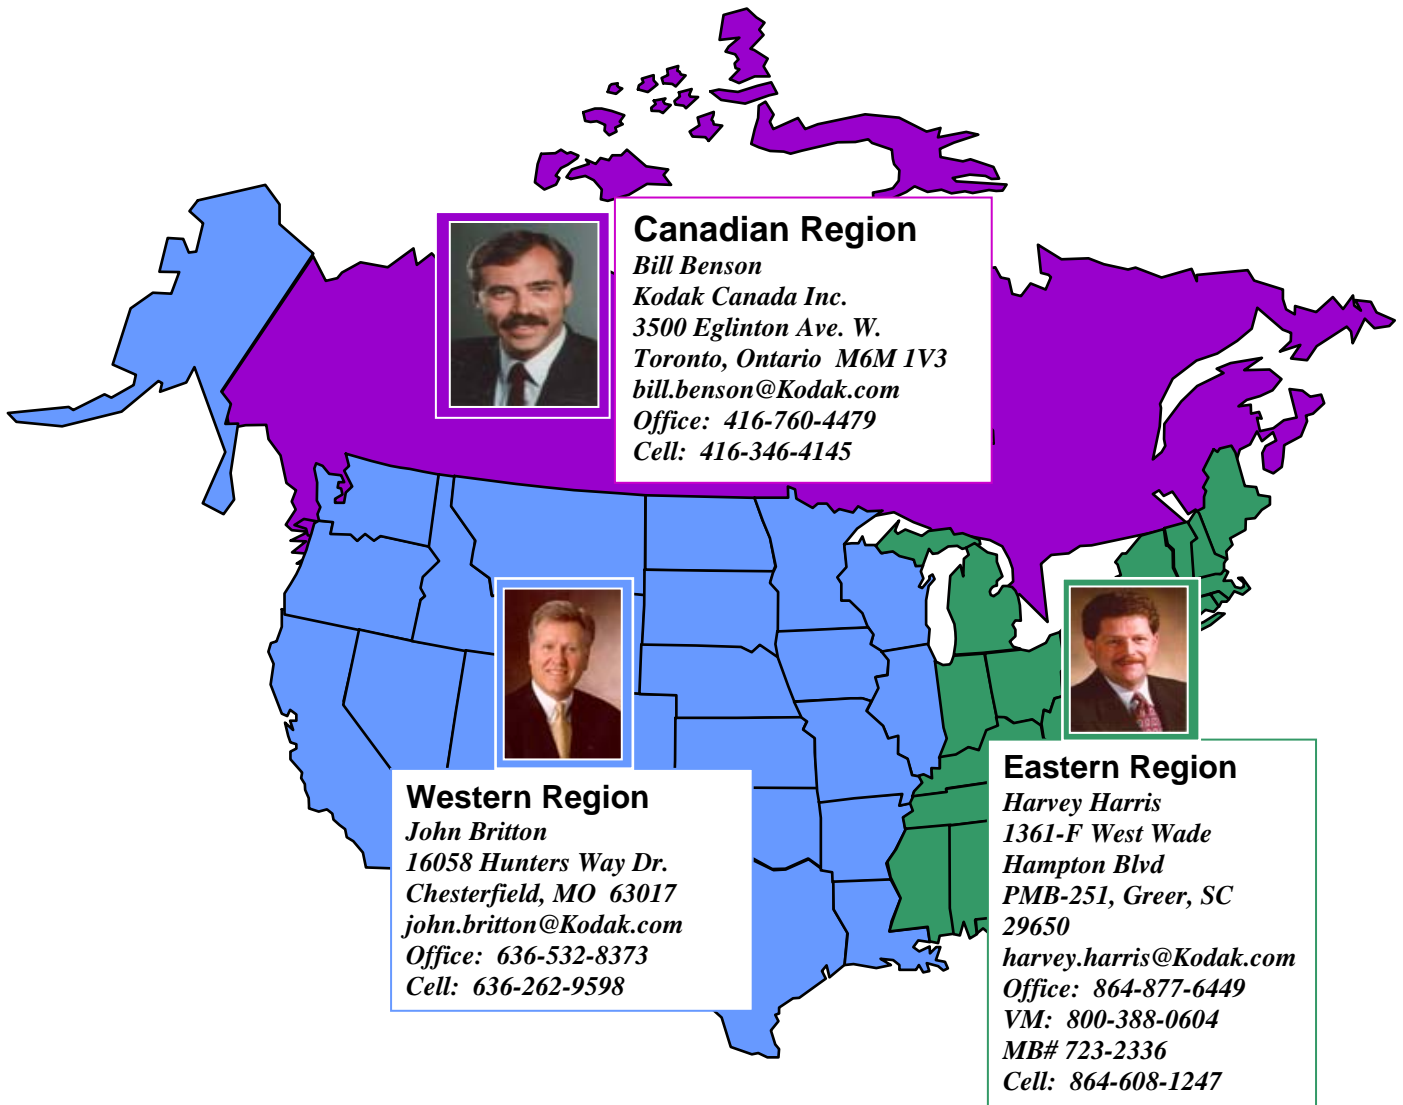 Canadian Region
Bill Benson
Kodak Canada Inc.
3500 Eglinton Ave. W.
Toronto, Ontario  M6M 1V3
bill.benson@Kodak.com
Office:  416-760-4479
Cell:  416-346-4145
Western Region
John Britton
16058 Hunters Way Dr.
Chesterfield, MO  63017
john.britton@Kodak.com
Office:  636-532-8373
Cell:  636-262-9598
Eastern Region
Harvey Harris
1361-F West Wade
Hampton Blvd
PMB-251, Greer, SC
29650
harvey.harris@Kodak.com
Office:  864-877-6449
VM:  800-388-0604
MB# 723-2336
Cell:  864-608-1247